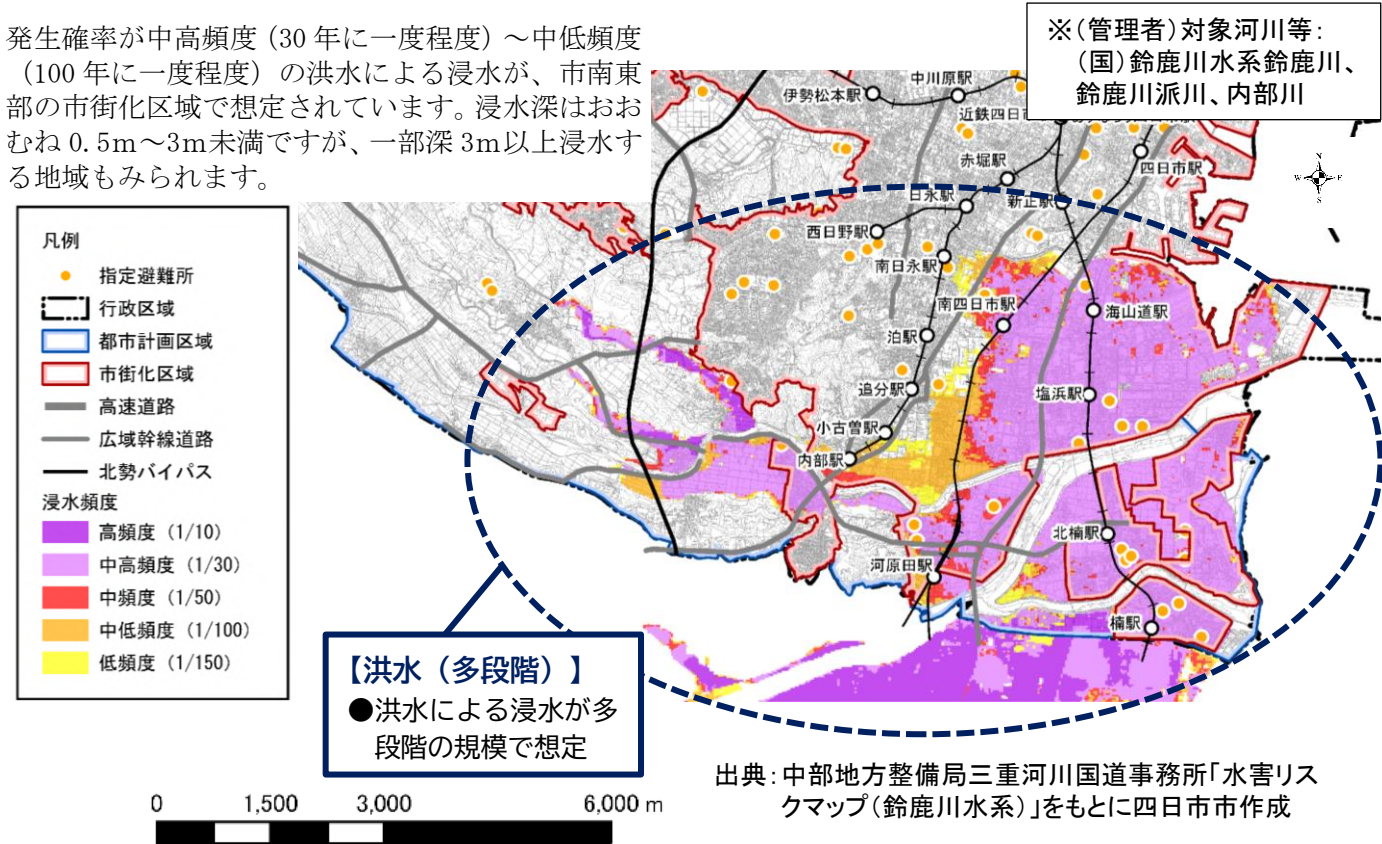 発生確率が中高頻度(30 年に一度程度)～中低頻度
(100 年に一度程度)の洪水による浸水が、市南東
部の市街化区域で想定されています。浸水深はおお
むね 0.5m～3m未満ですが、一部深 3m以上浸水す
る地域もみられます。
※(管理者)対象河川等:
(国)鈴鹿川水系鈴鹿川、
鈴鹿川派川、内部川
凡例
指定避難所
行政区域
都市計画区域
市街化区域
高速道路
広域幹線道路
北勢バイパス
浸水頻度
高頻度 (1/10)
中高頻度 (1/30)
中頻度 (1/50)
中低頻度 (1/100)
低頻度 (1/150)
中川原駅
伊勢松本駅
近鉄四日市
赤堀駅
四日市駅
日永駅
新正駅
西日野駅
南日永駅
南四日市駅
海山道駅
泊駅
追分駅
塩浜駅
小古曽駅
内部駅
北楠駅
河原田駅
楠駅
N
W
E
S
【洪水(多段階)】
●洪水による浸水が多
段階の規模で想定
出典:中部地方整備局三重河川国道事務所「水害リス
クマップ(鈴鹿川水系)」をもとに四日市市作成
0 1,500 3,000 6,000 m